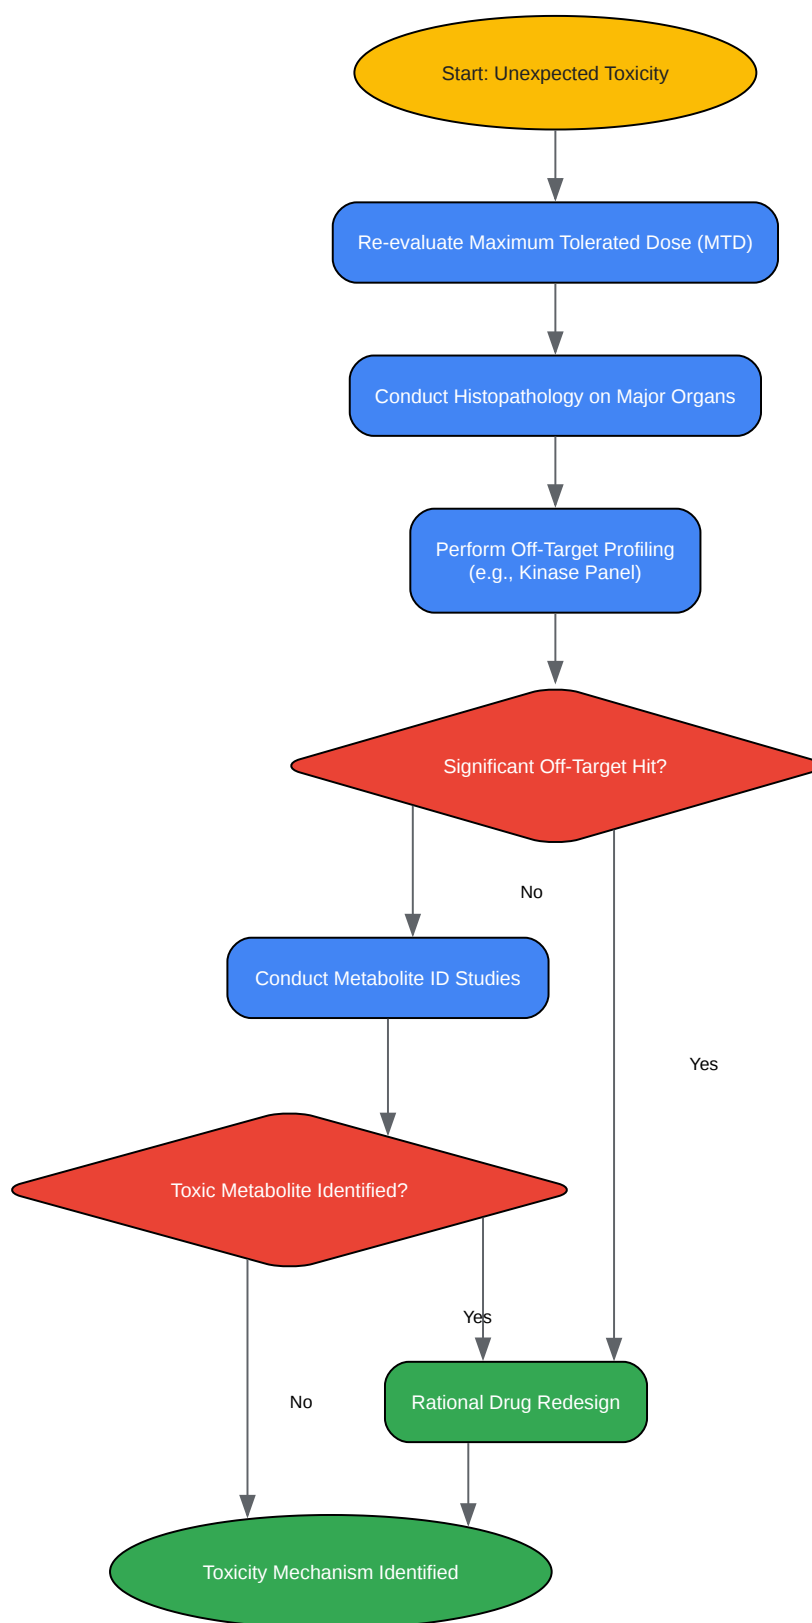 Start: Unexpected Toxicity
Re-evaluate Maximum Tolerated Dose (MTD)
Conduct Histopathology on Major Organs
Perform Off-Target Profiling
(e.g., Kinase Panel)
Significant Off-Target Hit?
No
Conduct Metabolite ID Studies
Yes
Toxic Metabolite Identified?
Yes
No
Rational Drug Redesign
Toxicity Mechanism Identified